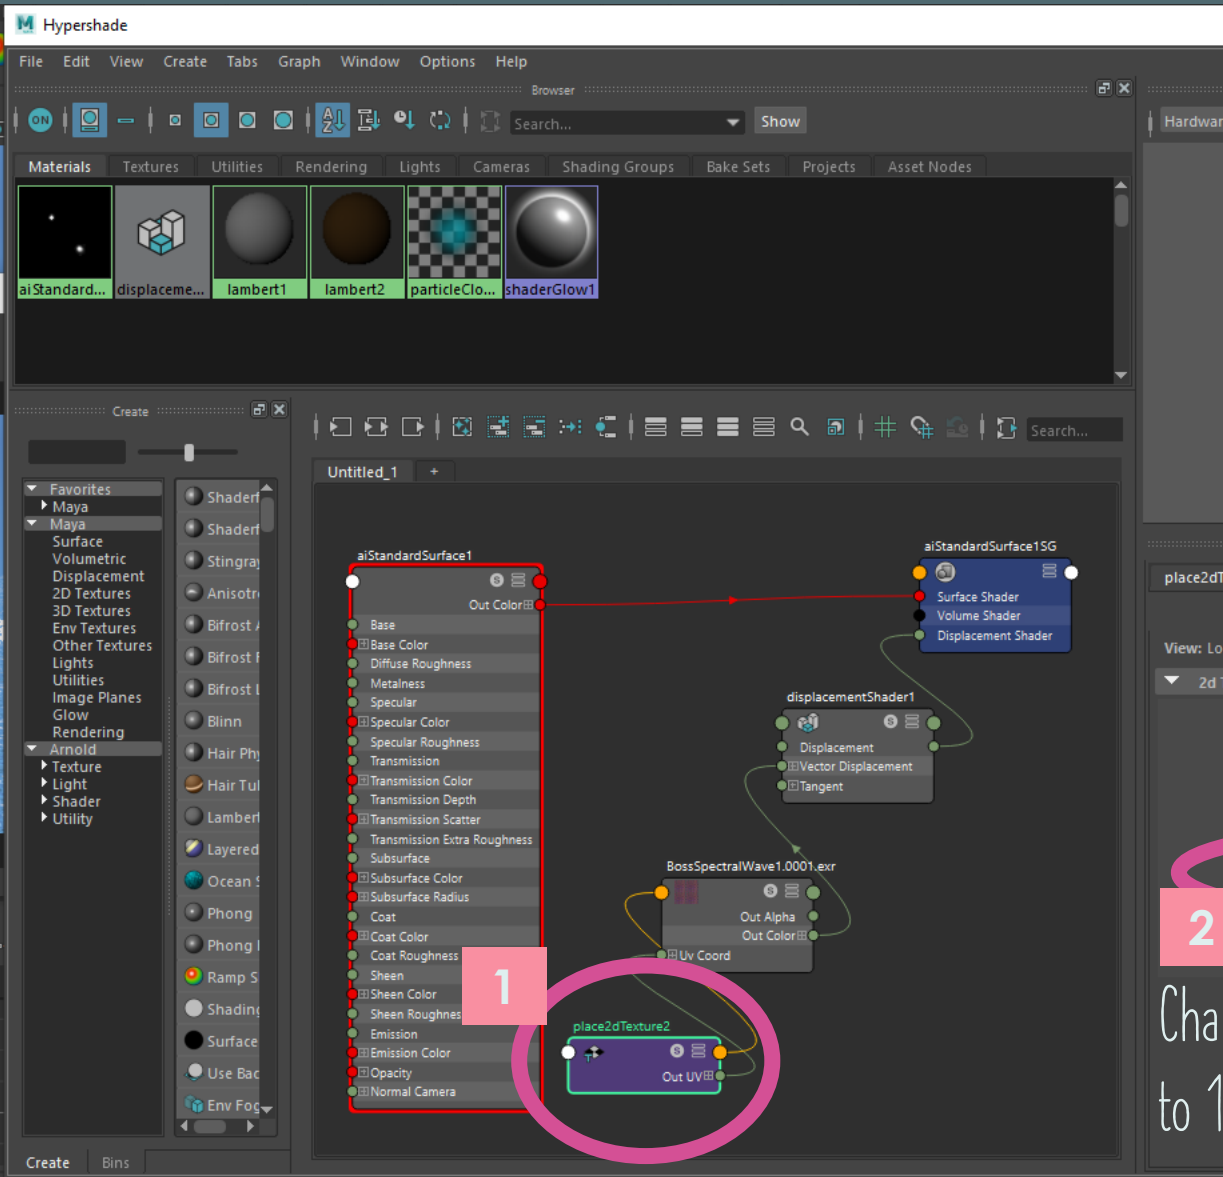 Hypershade
File Edit View Create Tabs Graph Window Options Help
Browser
ON
Search...
Show
Hardwar
Materials Textures Utilities Rendering Lights Cameras Shading Groups Bake Sets Projects Asset Nodes
aiStandard... displaceme... lambert1 lambert2 particleClo... shaderGlow1
Create
Search...
Untitled_1 +
Favorites
Maya
Maya
Surface
Volumetric
Displacement
2D Textures
3D Textures
Env Textures
Other Textures
Lights
Utilities
Image Planes
Glow
Rendering
Arnold
Texture
Light
Shader
Utility
Shaderf
Shaderf
Stingray
Anisotr
Bifrost
Bifrost
Bifrost
Blinn
Hair Phy
Hair Tul
Lambert
Layered
Ocean
Phong
Phong
Ramp S
Shading
Surface
Use Bac
Env Fog
Create Bins
aiStandardSurface1
Out Color
Base
Base Color
Diffuse Roughness
Metalness
Specular
Specular Color
Specular Roughness
Transmission
Transmission Color
Transmission Depth
Transmission Scatter
Transmission Extra Roughness
Subsurface
Subsurface Color
Subsurface Radius
Coat
Coat Color
Coat Roughness
Sheen
Sheen Color
Sheen Roughnes
Emission
Emission Color
Opacity
Normal Camera
aiStandardSurface1SG
Surface Shader
Volume Shader
Displacement Shader
displacementShader1
Displacement
Vector Displacement
Tangent
BossSpectralWave1.0001.exr
Out Alpha
Out Color
Uv Coord
1
place2dTexture2
Out UV
place2dT
View: Lo
2d
2
Cha
to 1